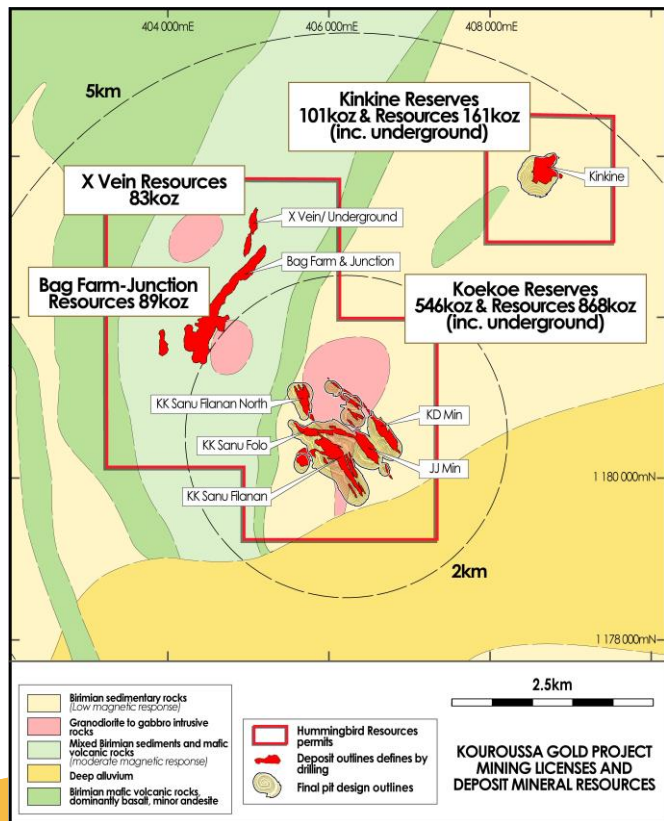 404 000mE
406 000mE
408 000mE
5km
Kinkine Reserves
101koz & Resources 161koz
(inc. underground)
X Vein Resources
83koz
Kinkine
X Vein/ Underground
Bag Farm & Junction
Bag Farm-Junction
Resources 89koz
Koekoe Reserves
546koz & Resources 868koz
(inc. underground)
KK Sanu Filanan North
KD Min
KK Sanu Folo
JJ Min
1 180 000mN
KK Sanu Filanan
2km
1 178 000mN
Birimian sedimentary rocks
(Low magnetic response)
Granodiorite to gabbro intrusive
rocks
Mixed Birimian sediments and mafic
volcanic rocks
(moderate magnetic response)
Deep alluvium
Birimian mafic volcanic rocks,
dominantly basalt, minor andesite
Hummingbird Resources
permits
Deposit outlines defines by
drilling
Final pit design outlines
2.5km
KOUROUSSA GOLD PROJECT
MINING LICENSES AND
DEPOSIT MINERAL RESOURCES